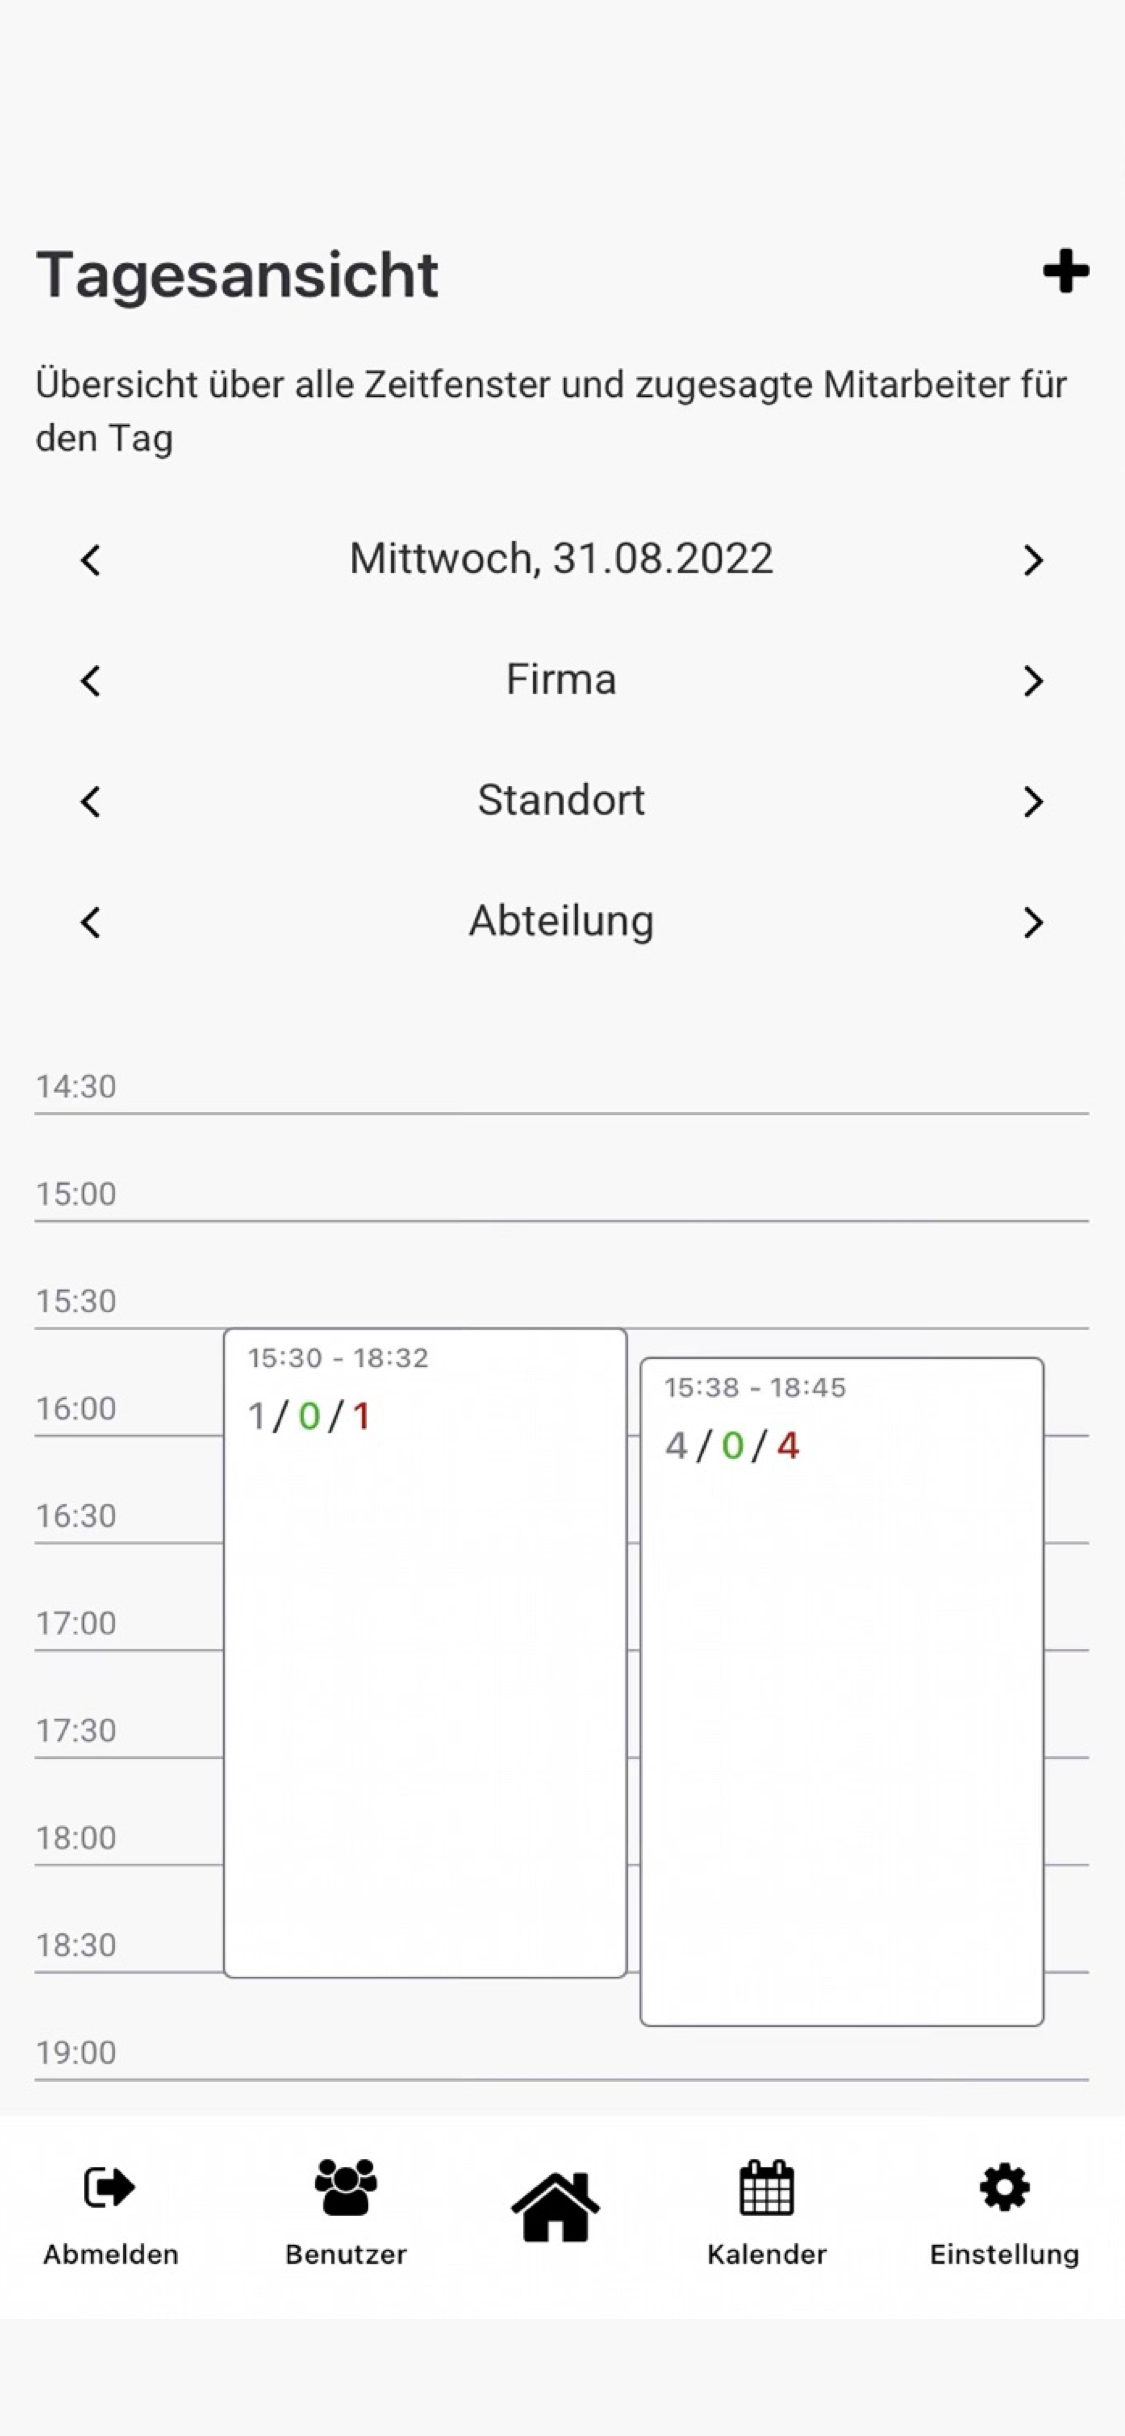 Tagesansicht
Übersicht über alle Zeitfenster und zugesagte Mitarbeiter für
den Tag
Mittwoch, 31.08.2022
Firma
Standort
Abteilung
14:30
15:00
15:30
15:30 - 18:32
1 / 0 / 1
15:38 - 18:45
4 / 0 / 4
16:00
16:30
17:00
17:30
18:00
18:30
19:00
Abmelden
Benutzer
Kalender
Einstellung